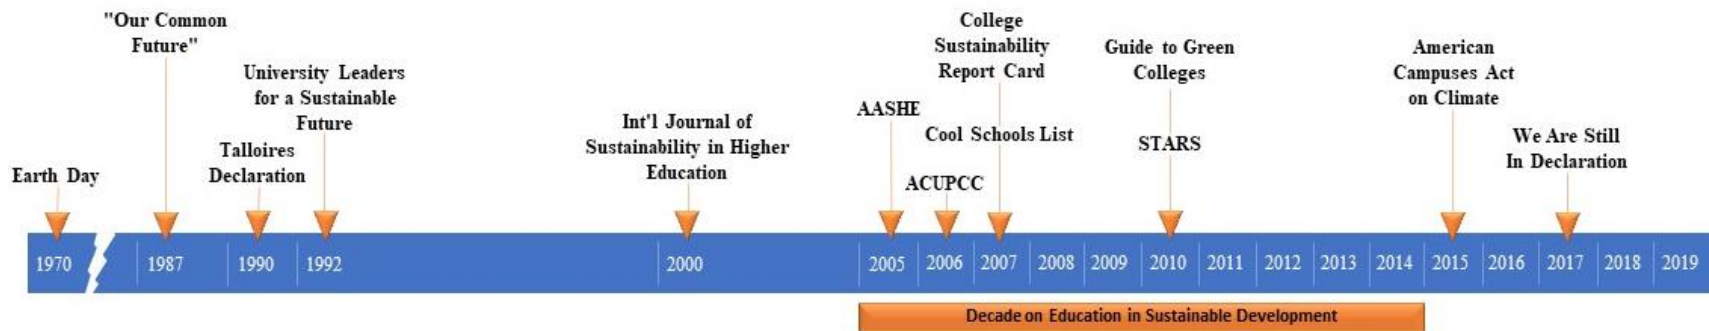 Earth Day
"Our Common
Future"
Talloires
Declaration
University Leaders
for a Sustainable
Future
Int'l Journal of
Sustainability in Higher
Education
AASHE
ACUPCC
College
Sustainability
Report Card
Cool Schools List
Guide to Green
Colleges
STARS
American
Campuses Act
on Climate
We Are Still
In Declaration
1970
1987
1990
1992
2000
2005
2006
2007
2008
2009
2010
2011
2012
2013
2014
2015
2016
2017
2018
2019
Decade on Education in Sustainable Development